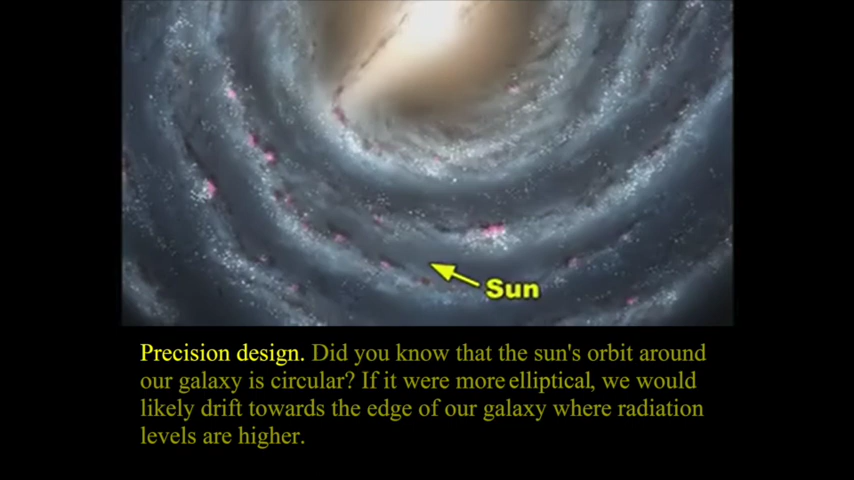 Sun
Precision design. Did you know that the sun's orbit around
our galaxy is circular? If it were more elliptical, we would
likely drift towards the edge of our galaxy where radiation
levels are higher.